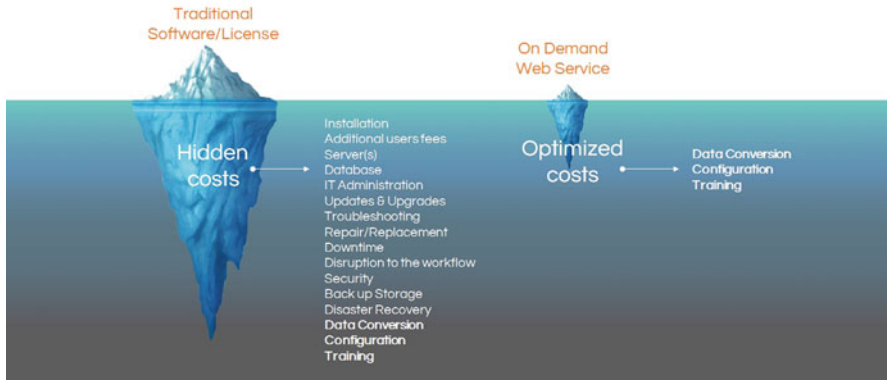 Traditional
Software/License
Hidden
costs
Installation
Additional users fees
Server(s)
Database
IT Administration
Updates & Upgrades
Troubleshooting
Repair/Replacement
Downtime
Disruption to the workflow
Security
Back up Storage
Disaster Recovery
Data Conversion
Configuration
Training
On Demand
Web Service
Optimized
costs
Data Conversion
Configuration
Training